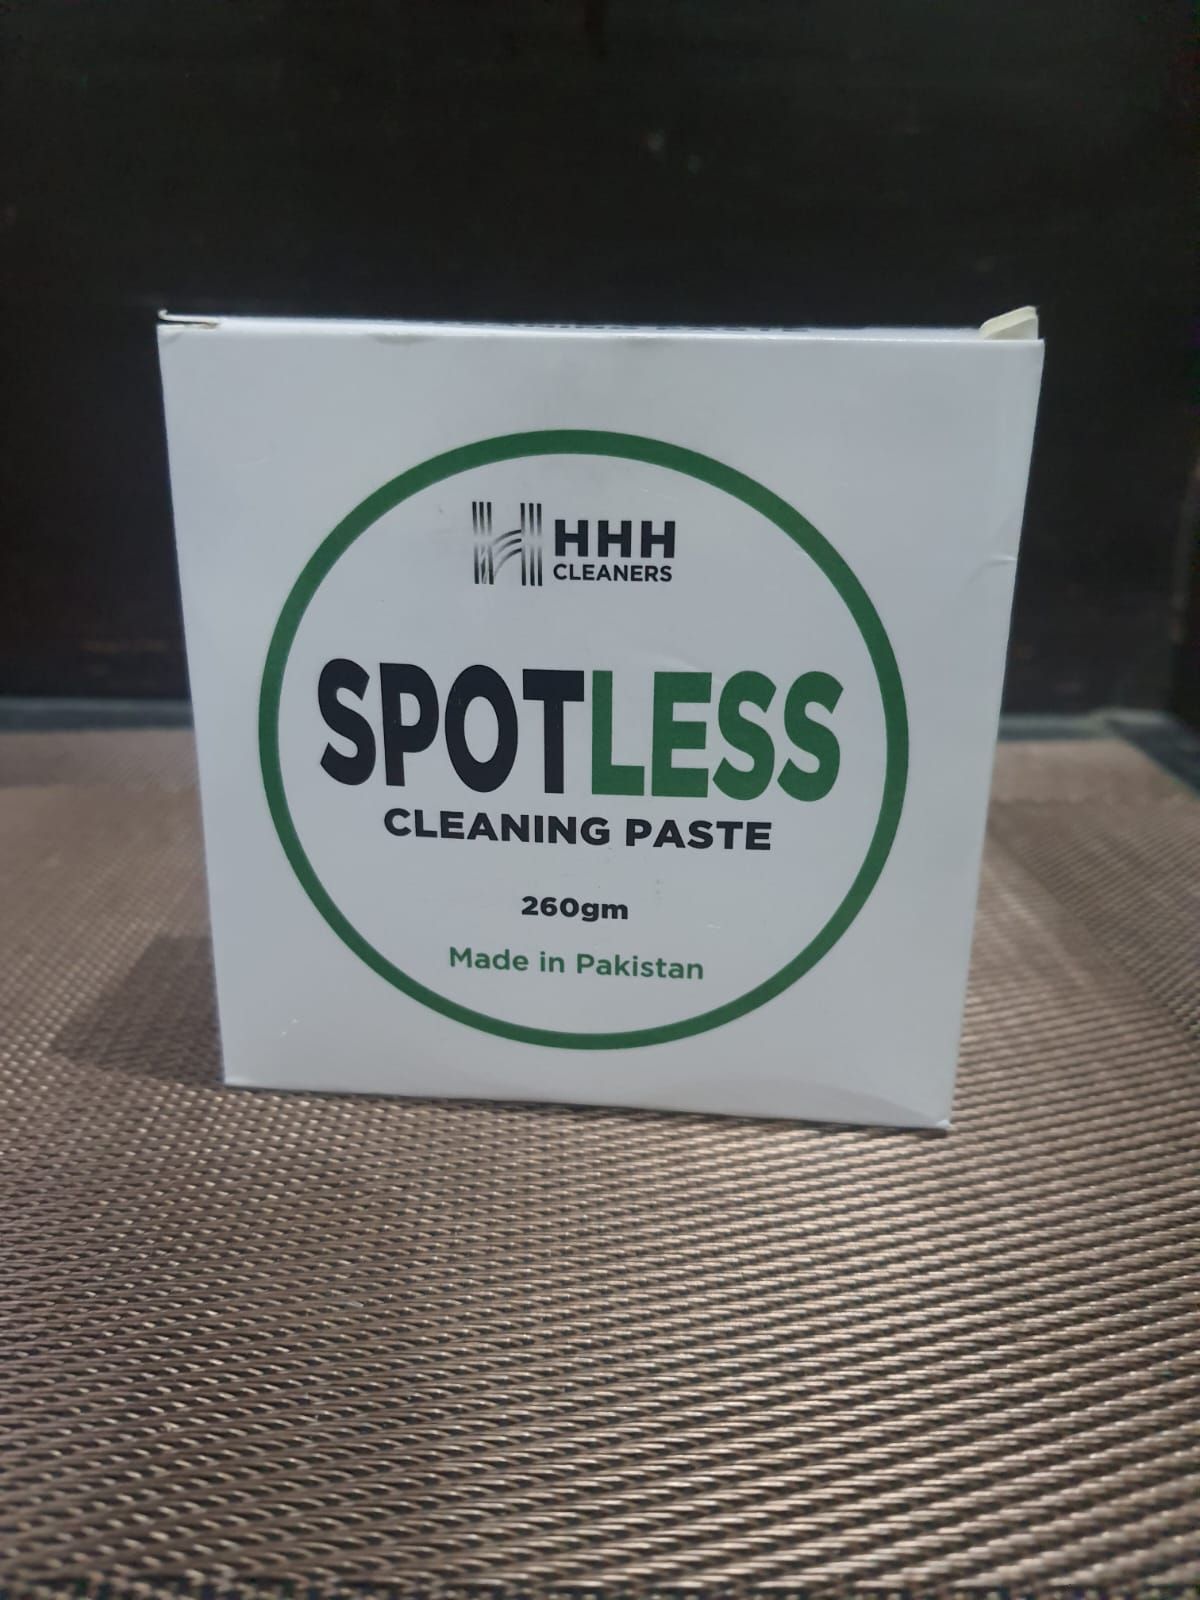 HHH
CLEANERS
SPOTLESS
CLEANING PASTE
260gm
Made in Pakistan